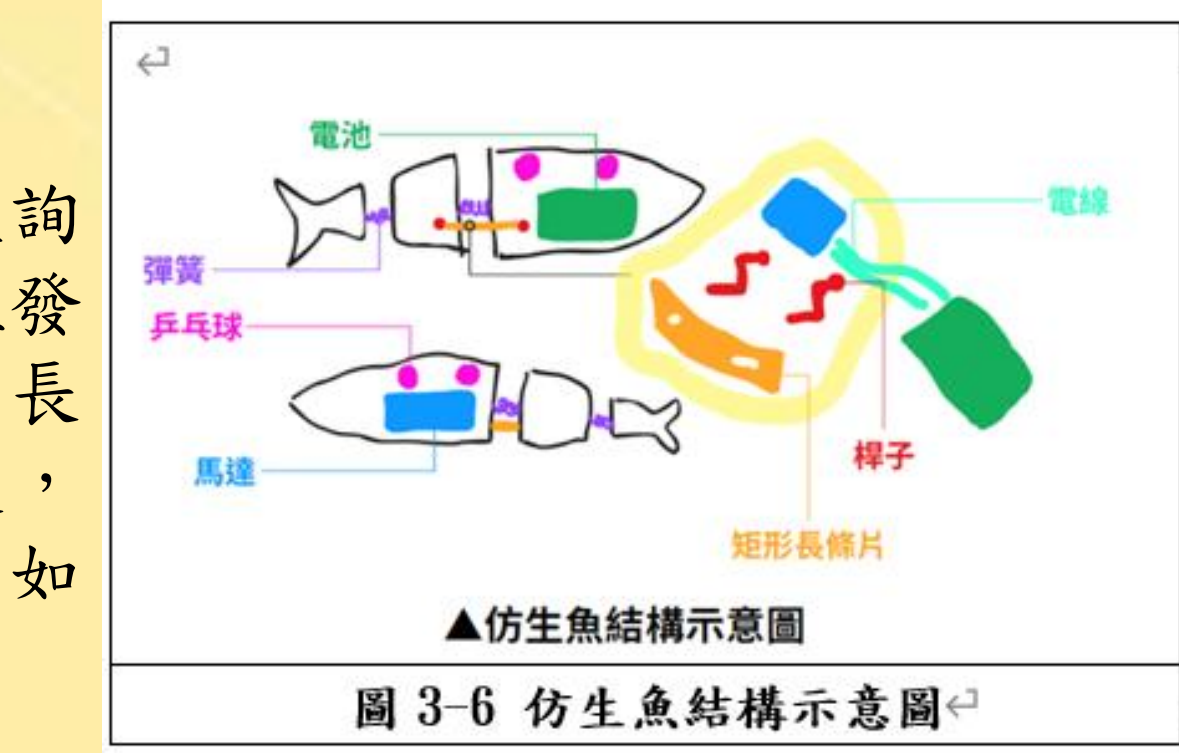 詢
發
長
，
如
電池
電線
彈簧
乒乓球
馬達
桿子
矩形長條片
▲仿生魚結構示意圖
圖 3-6 仿生魚結構示意圖